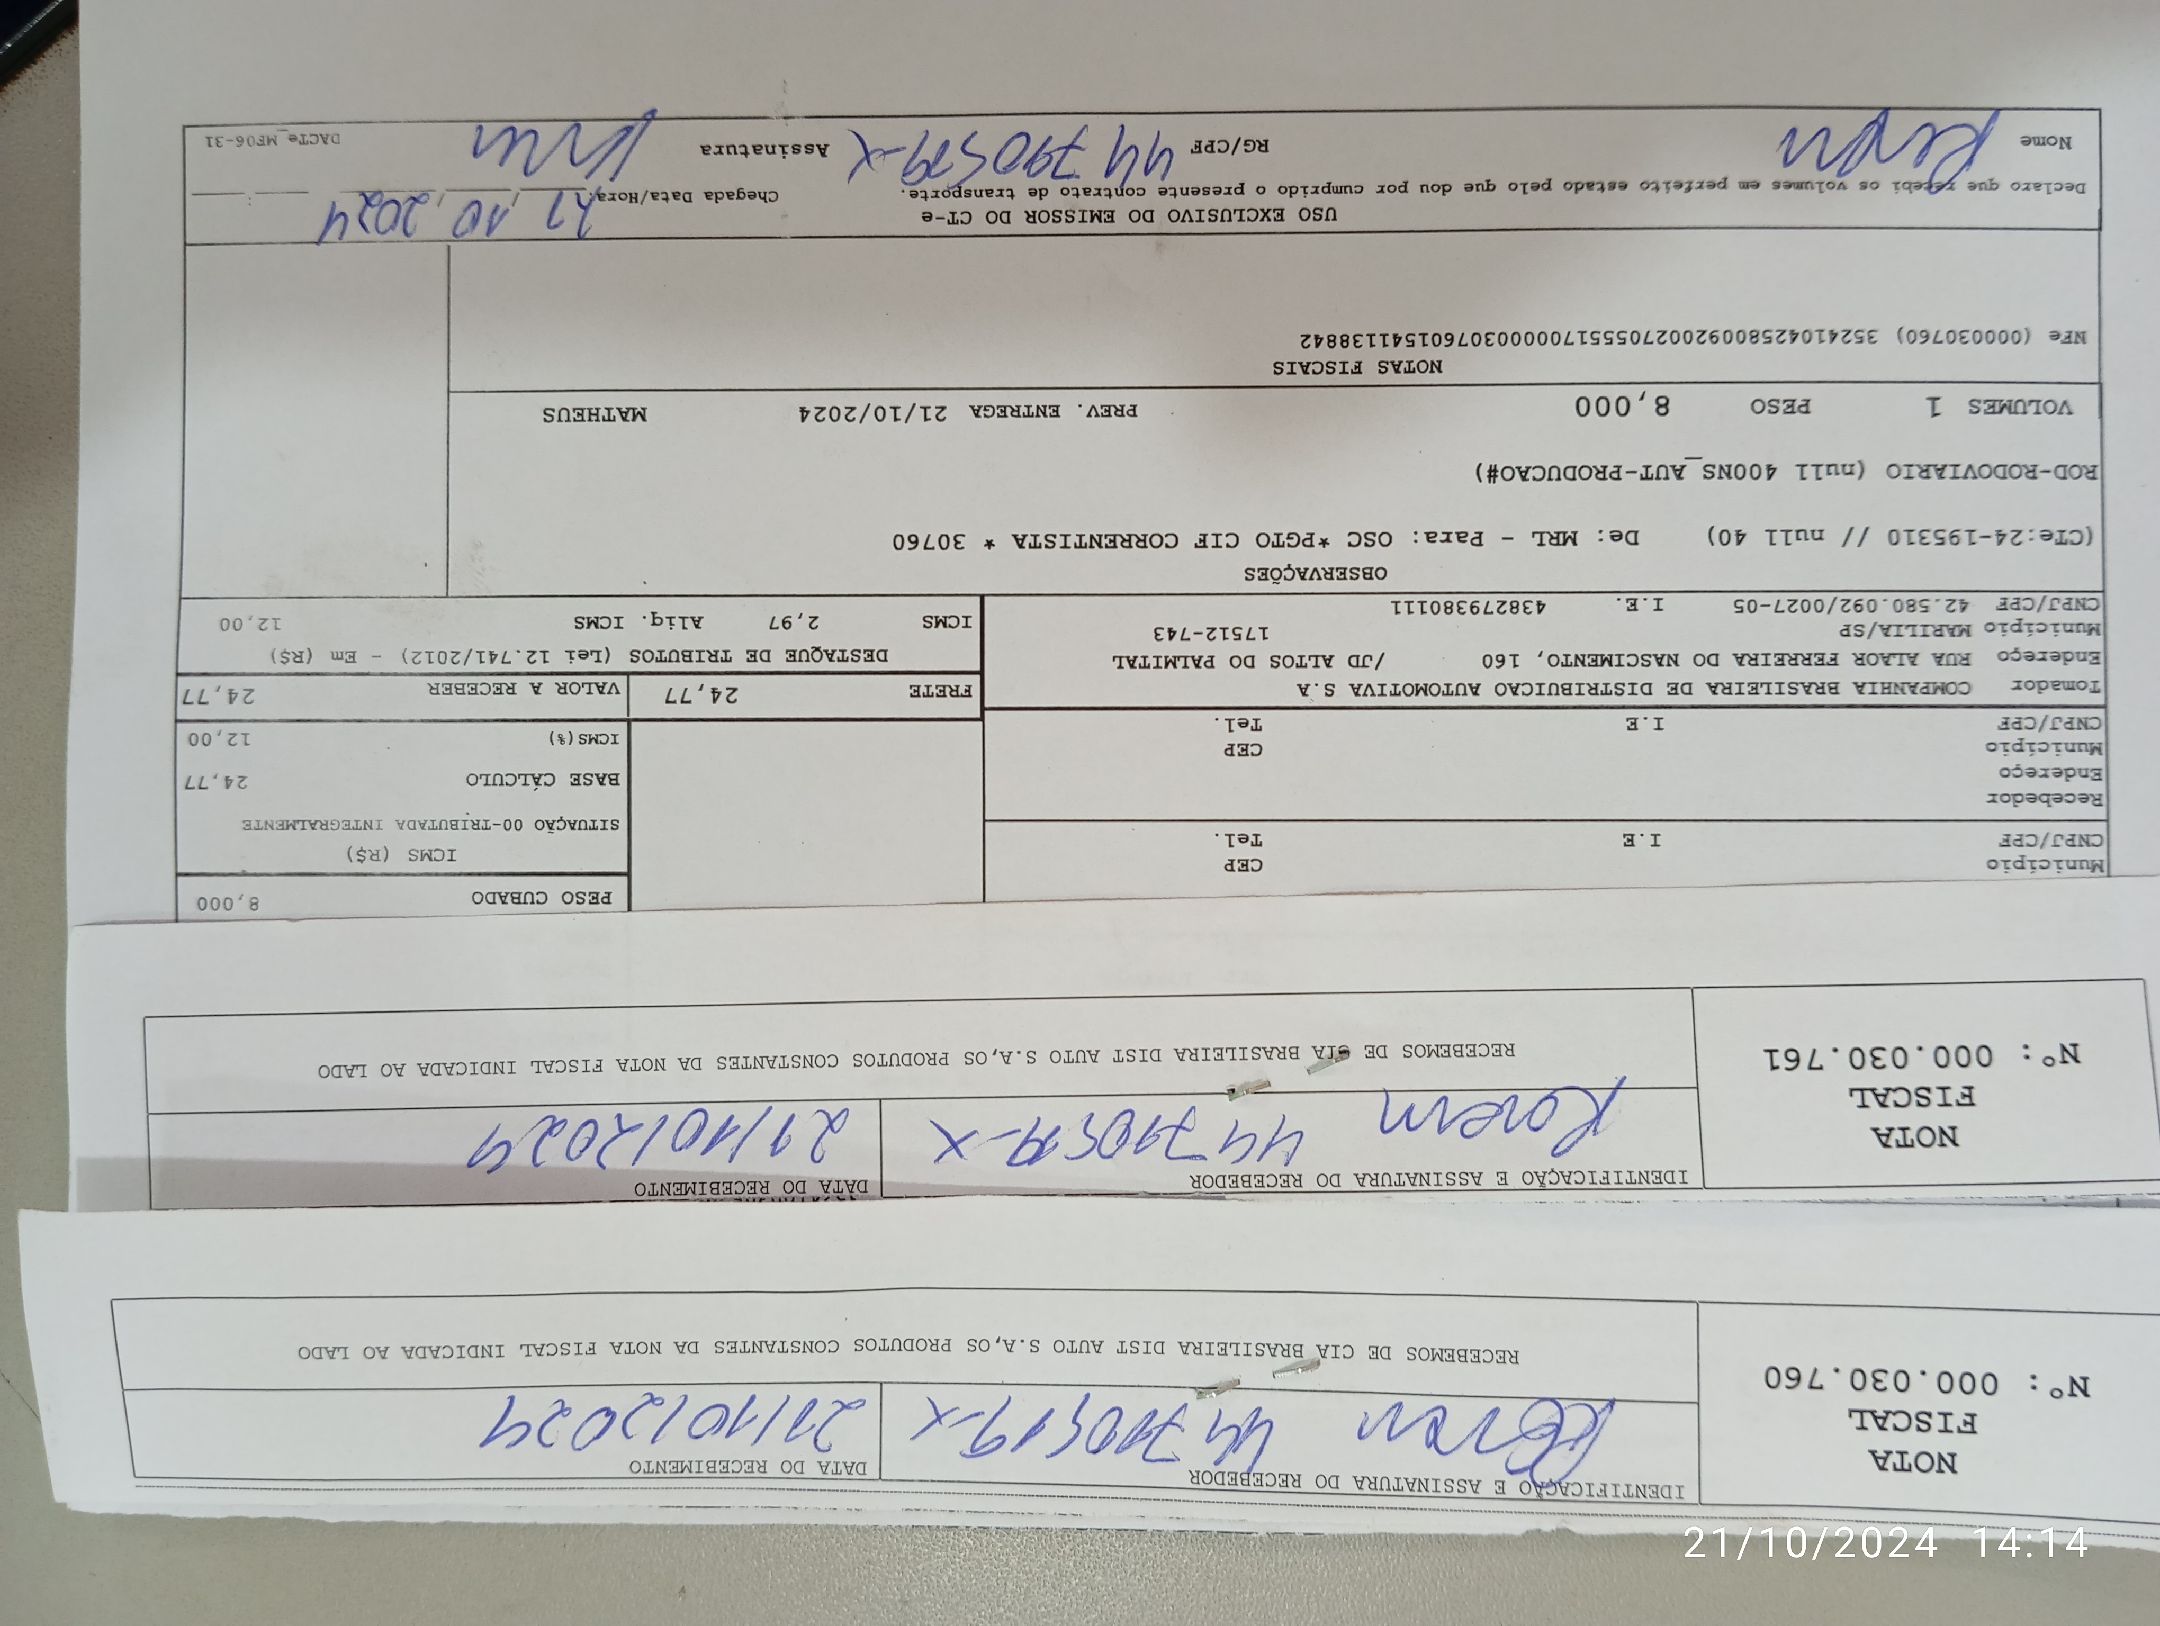 NOTA
FISCAL
Nº: 000.030.760
IDENTIFICAÇÃO E ASSINATURA DO RECEBEDOR
DATA DO RECEBIMENTO
Karen
21/10/2024
RECEBEMOS DE CIA BRASILEIRA DIST AUTO S.A,OS PRODUTOS CONSTANTES DA NOTA FISCAL INDICADA AO LADO
NOTA
FISCAL
Nº: 000.030.761
IDENTIFICAÇÃO E ASSINATURA DO RECEBEDOR
DATA DO RECEBIMENTO
Karen
21/10/2024
RECEBEMOS DE CIA BRASILEIRA DIST AUTO S.A,OS PRODUTOS CONSTANTES DA NOTA FISCAL INDICADA AO LADO
PESO CUBADO 8,000
Município CEP
CNPJ/CPF I.E Tel.
ICMS (R$)
SITUAÇÃO 00-TRIBUTADA INTEGRALMENTE
Recebedor
Endereço
Município CEP
CNPJ/CPF I.E Tel.
BASE CÁLCULO 24,77
ICMS(%) 12,00
Tomador COMPANHIA BRASILEIRA DE DISTRIBUICAO AUTOMOTIVA S.A
Endereço RUA ALAOR FERREIRA DO NASCIMENTO, 160 /JD ALTOS DO PALMITAL
Município MARILIA/SP 17512-743
CNPJ/CPF 42.580.092/0027-05 I.E. 438279380111
FRETE 24,77 VALOR A RECEBER 24,77
DESTAQUE DE TRIBUTOS (Lei 12.741/2012) - Em (R$)
ICMS 2,97 Aliq. ICMS 12,00
OBSERVAÇÕES
(CTe:24-195310 // null 40) De: MRL - Para: OSC *PGTO CIF CORRENTISTA * 30760
ROD-RODOVIARIO (null 400NS_AUT-PRODUCAO#)
VOLUMES 1 PESO 8,000 PREV. ENTREGA 21/10/2024 MATHEUS
NOTAS FISCAIS
NFe (000030760) 35241042580092002705551700000307601541138842
USO EXCLUSIVO DO EMISSOR DO CT-e
Declaro que recebi os volumes em perfeito estado pelo que dou por cumprido o presente contrato de transporte.
Chegada Data/Hora 21,10,2024
Nome Karen RG/CPF Assinatura Karen
DACTe_MF06-31
21/10/2024 14:14